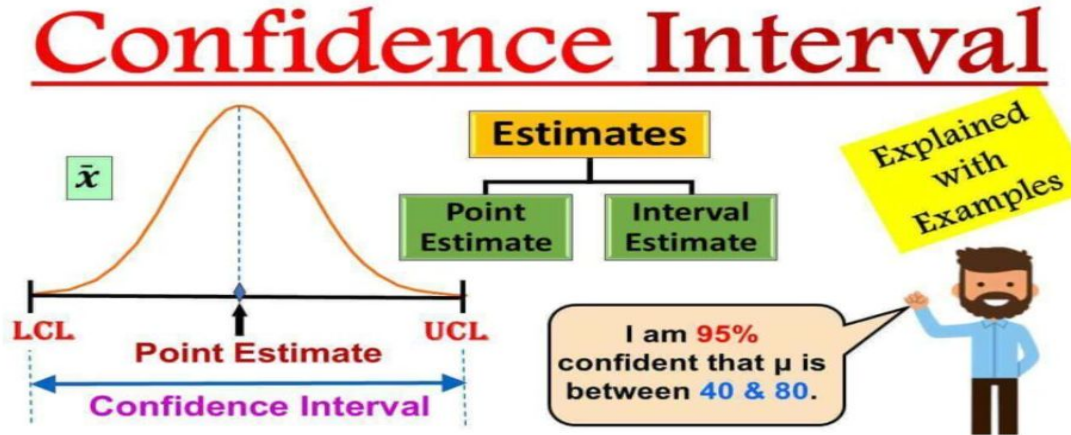 Confidence Interval
x̄
LCL
UCL
Point Estimate
Confidence Interval
Estimates
Point
Estimate
Interval
Estimate
Explained
with
Examples
I am 95%
confident that μ is
between 40 & 80.